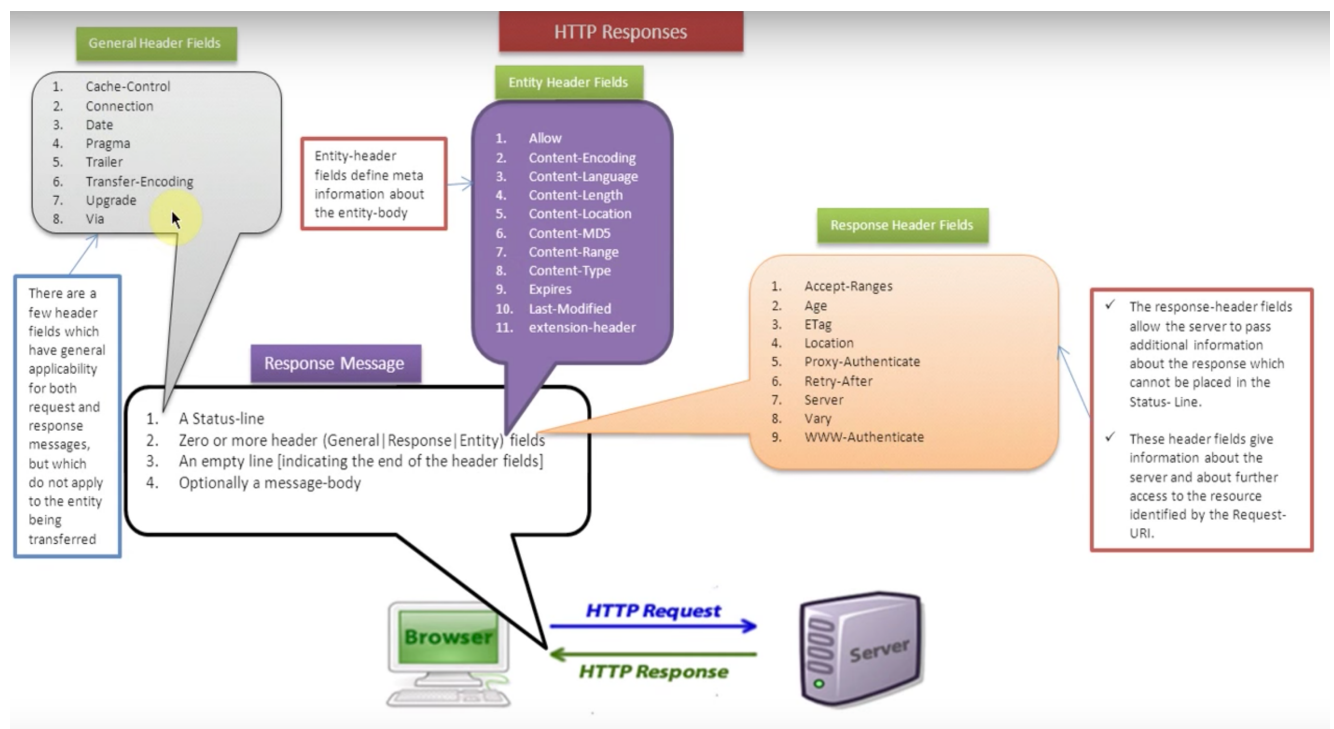 HTTP Responses
General Header Fields
1. Cache-Control
2. Connection
3. Date
4. Pragma
5. Trailer
6. Transfer-Encoding
7. Upgrade
8. Via
There are a
few header
fields which
have general
applicability
for both
request and
response
messages,
but which
do not apply
to the entity
being
transferred
Entity-header
fields define meta
information about
the entity-body
Entity Header Fields
1. Allow
2. Content-Encoding
3. Content-Language
4. Content-Length
5. Content-Location
6. Content-MD5
7. Content-Range
8. Content-Type
9. Expires
10. Last-Modified
11. extension-header
Response Header Fields
1. Accept-Ranges
2. Age
3. ETag
4. Location
5. Proxy-Authenticate
6. Retry-After
7. Server
8. Vary
9. WWW-Authenticate
✓ The response-header fields
allow the server to pass
additional information
about the response which
cannot be placed in the
Status- Line.
✓ These header fields give
information about the
server and about further
access to the resource
identified by the Request-
URI.
Response Message
1. A Status-line
2. Zero or more header (General|Response|Entity) fields
3. An empty line [indicating the end of the header fields]
4. Optionally a message-body
Browser
HTTP Request
HTTP Response
Server